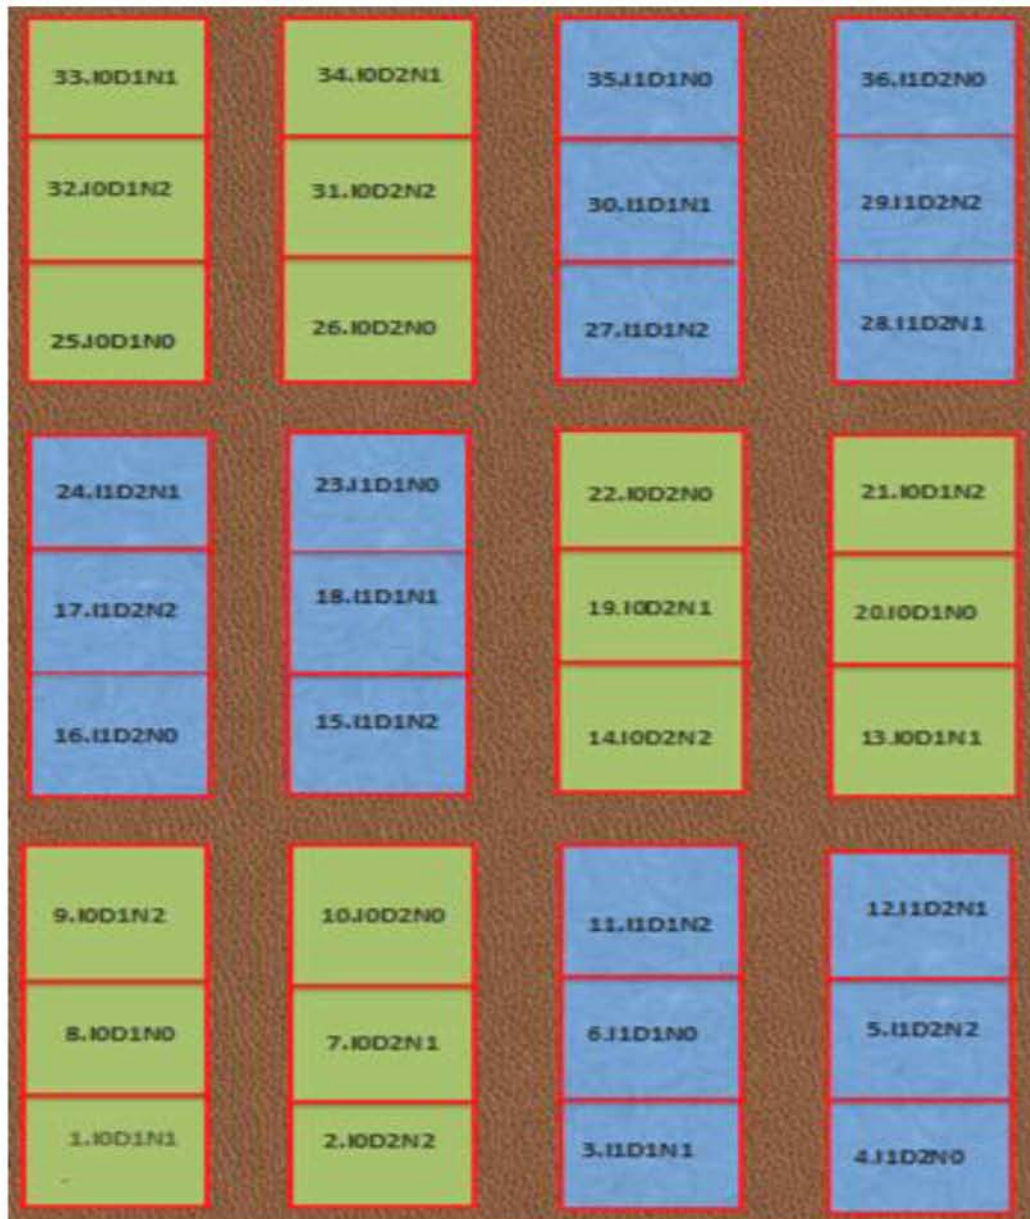 33.I0D1N1 34.I0D2N1 35.I1D1N0 36.I1D2N0
32.I0D1N2 31.I0D2N2 30.I1D1N1 29.I1D2N2
25.I0D1N0 26.I0D2N0 27.I1D1N2 28.I1D2N1
24.I1D2N1 23.I1D1N0 22.I0D2N0 21.I0D1N2
17.I1D2N2 18.I1D1N1 19.I0D2N1 20.I0D1N0
16.I1D2N0 15.I1D1N2 14.I0D2N2 13.I0D1N1
9.I0D1N2 10.I0D2N0 11.I1D1N2 12.I1D2N1
8.I0D1N0 7.I0D2N1 6.I1D1N0 5.I1D2N2
1.I0D1N1 2.I0D2N2 3.I1D1N1 4.I1D2N0